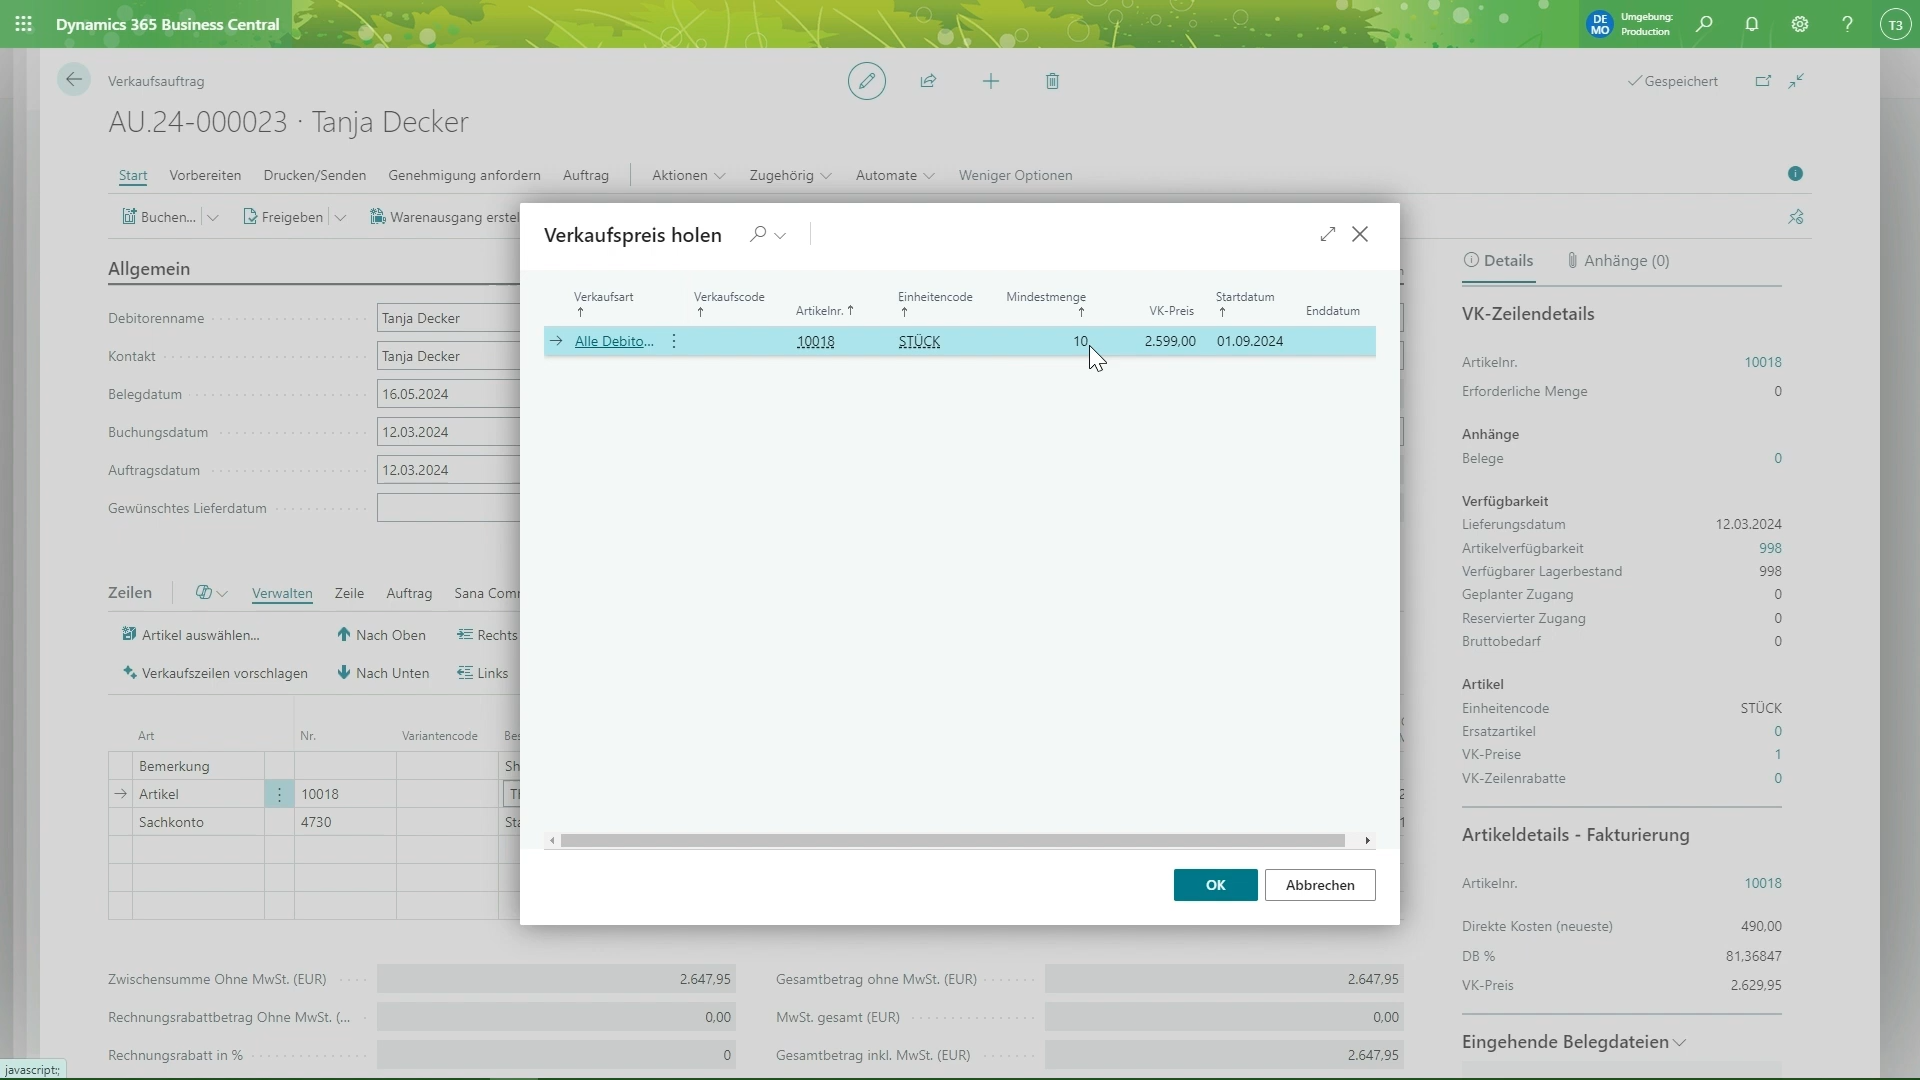 Dynamics 365 Business Central
DE MO
Umgebung:
Production
T3
Verkaufsauftrag
Gespeichert
AU.24-000023 · Tanja Decker
Start Vorbereiten Drucken/Senden Genehmigung anfordern Auftrag Aktionen Zugehörig Automate Weniger Optionen
Buchen... Freigeben Warenausgang erstel
Allgemein
Debitorenname Tanja Decker
Kontakt Tanja Decker
Belegdatum 16.05.2024
Buchungsdatum 12.03.2024
Auftragsdatum 12.03.2024
Gewünschtes Lieferdatum
Zeilen Verwalten Zeile Auftrag Sana Com
Artikel auswählen... Nach Oben Rechts
Verkaufszeilen vorschlagen Nach Unten Links
Art Nr. Variantencode Bes
Bemerkung Sh
Artikel 10018 Th
Sachkonto 4730 Sta
Zwischensumme Ohne MwSt. (EUR) 2.647,95 Gesamtbetrag ohne MwSt. (EUR) 2.647,95
Rechnungsrabattbetrag Ohne MwSt. (... 0,00 MwSt. gesamt (EUR) 0,00
Rechnungsrabatt in % 0 Gesamtbetrag inkl. MwSt. (EUR) 2.647,95
javascript:;
Verkaufspreis holen
Verkaufsart Verkaufscode Artikelnr. Einheitencode Mindestmenge VK-Preis Startdatum Enddatum
Alle Debito... 10018 STÜCK 10 2.599,00 01.09.2024
OK Abbrechen
Details Anhänge (0)
VK-Zeilendetails
Artikelnr. 10018
Erforderliche Menge 0
Anhänge
Belege 0
Verfügbarkeit
Lieferungsdatum 12.03.2024
Artikelverfügbarkeit 998
Verfügbarer Lagerbestand 998
Geplanter Zugang 0
Reservierter Zugang 0
Bruttobedarf 0
Artikel
Einheitencode STÜCK
Ersatzartikel 0
VK-Preise 1
VK-Zeilenrabatte 0
Artikeldetails - Fakturierung
Artikelnr. 10018
Direkte Kosten (neueste) 490,00
DB % 81,36847
VK-Preis 2.629,95
Eingehende Belegdateien